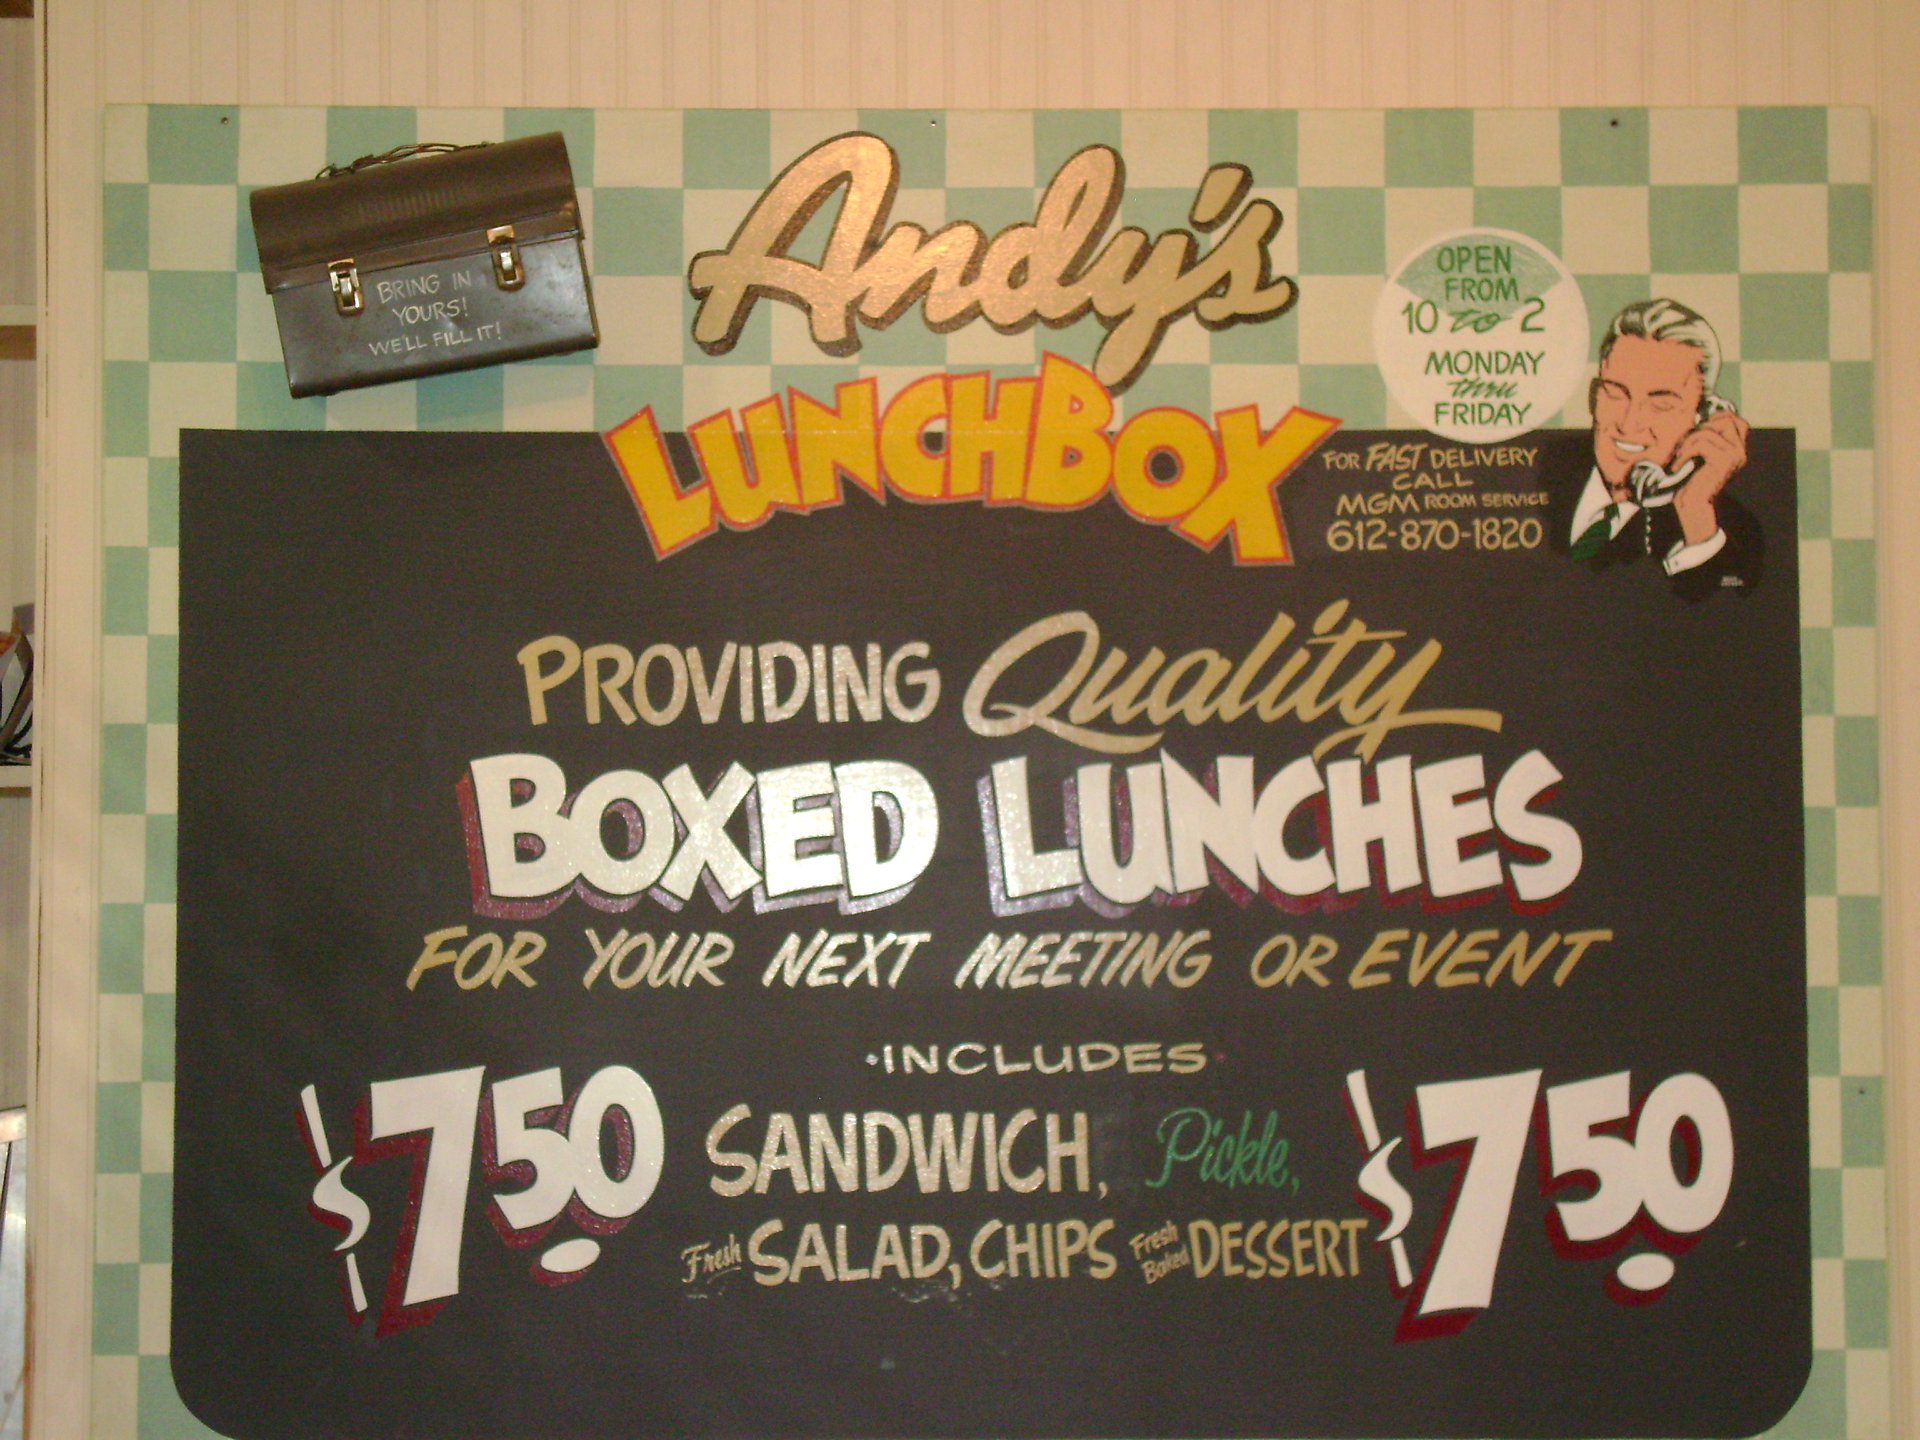 BRING IN
YOURS!
WE'LL FILL IT!
Andy's
LUNCHBOX
OPEN
FROM
10 to 2
MONDAY
thru
FRIDAY
FOR FAST DELIVERY
CALL
MGM ROOM SERVICE
612-870-1820
PROVIDING Quality
BOXED LUNCHES
FOR YOUR NEXT MEETING OR EVENT
·INCLUDES·
$7.50
SANDWICH, Pickle,
Fresh SALAD, CHIPS Fresh Baked DESSERT
$7.50